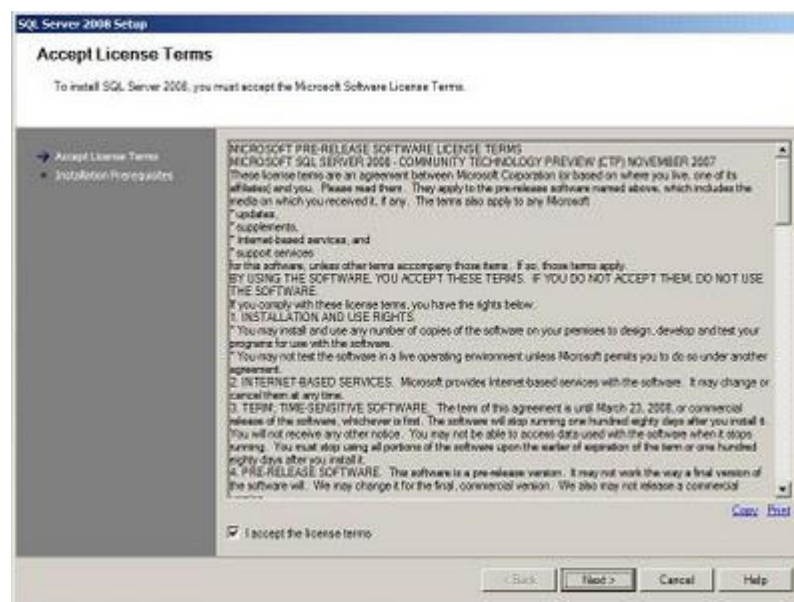 SQL Server 2008 Setup
Accept License Terms
To install SQL Server 2008, you must accept the Microsoft Software License Terms.
Accept License Terms
Installation Prerequisites
MICROSOFT PRE-RELEASE SOFTWARE LICENSE TERMS
MICROSOFT SQL SERVER 2008 - COMMUNITY TECHNOLOGY PREVIEW (CTP) NOVEMBER 2007
These license terms are an agreement between Microsoft Corporation (or based on where you live, one of its
affiliates) and you. Please read them. They apply to the pre-release software named above, which includes the
media on which you received it, if any. The terms also apply to any Microsoft
* updates,
* supplements,
* Internet-based services, and
* support services
for this software, unless other terms accompany those items. If so, those terms apply.
BY USING THE SOFTWARE, YOU ACCEPT THESE TERMS. IF YOU DO NOT ACCEPT THEM, DO NOT USE
THE SOFTWARE.
If you comply with these license terms, you have the rights below.
1. INSTALLATION AND USE RIGHTS.
* You may install and use any number of copies of the software on your premises to design, develop and test your
programs for use with the software.
* You may not test the software in a live operating environment unless Microsoft permits you to do so under another
agreement.
2. INTERNET-BASED SERVICES. Microsoft provides Internet-based services with the software. It may change or
cancel them at any time.
3. TERM; TIME-SENSITIVE SOFTWARE. The term of this agreement is until March 23, 2008, or commercial
release of the software, whichever is first. The software will stop running one hundred eighty days after you install it.
You will not receive any other notice. You may not be able to access data used with the software when it stops
running. You must stop using all portions of the software upon the earlier of expiration of the term or one hundred
eighty days after you install it.
4. PRE-RELEASE SOFTWARE. This software is a pre-release version. It may not work the way a final version of
the software will. We may change it for the final, commercial version. We also may not release a commercial
Copy Print
I accept the license terms
< Back Next > Cancel Help